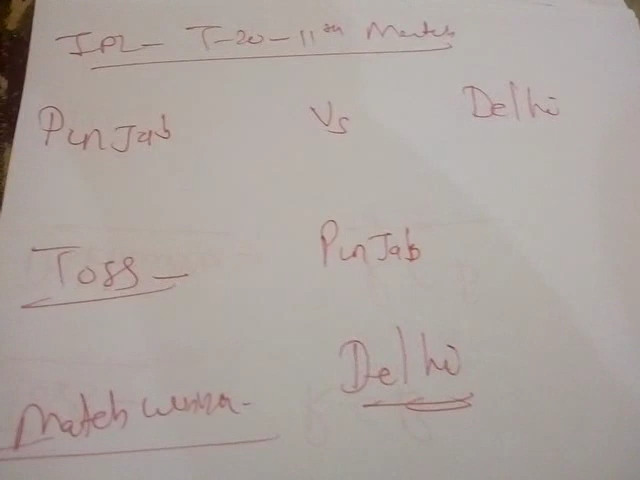 IPL - T-20 - 11th Match
Punjab Vs Delhi
Toss - Punjab
Delhi
Match winner -